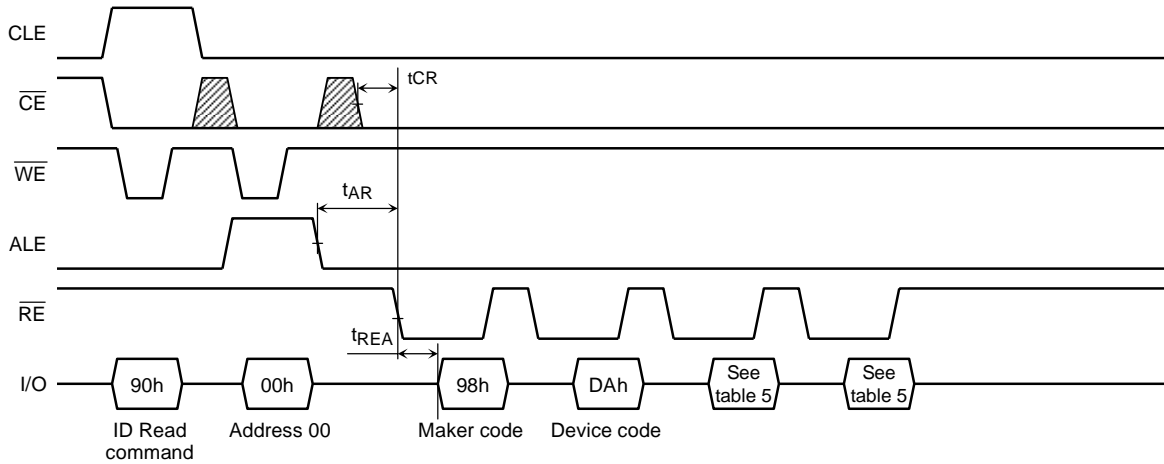 CLE
tCR
CE
WE
tAR
ALE
RE
tREA
I/O
90h
00h
98h
DAh
See
table 5
See
table 5
ID Read
command
Address 00
Maker code
Device code